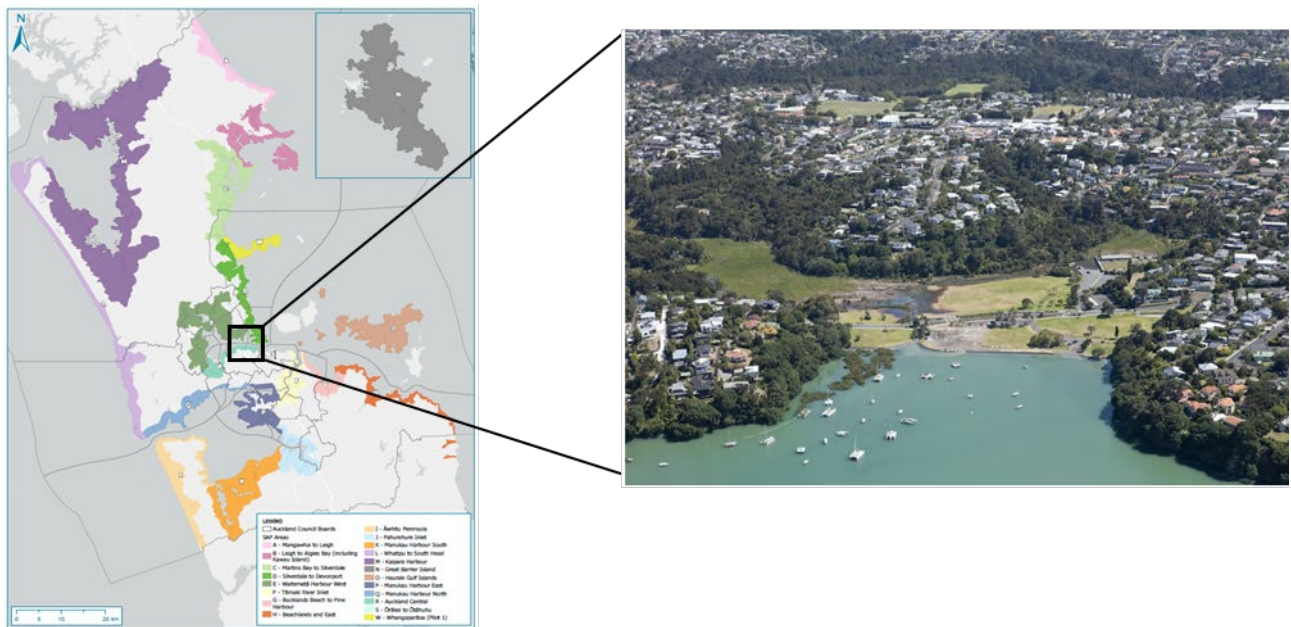 N
LEGEND
Auckland Council Boards
SAP Areas
A - Mangawhai to Leigh
B - Leigh to Algies Bay (including
Kawau Island)
C - Martins Bay to Silverdale
D - Silverdale to Devonport
E - Waitematā Harbour West
F - Tāmaki River Inlet
G - Bucklands Beach to Pine
Harbour
H - Beachlands and East
I - Āwhitu Peninsula
J - Pahurehure Inlet
K - Manukau Harbour South
L - Whatipu to South Head
M - Kaipara Harbour
N - Great Barrier Island
O - Hauraki Gulf Islands
P - Manukau Harbour East
Q - Manukau Harbour North
R - Auckland Central
S - Ōrākei to Ōtāhuhu
W - Whangaparāoa (Pilot 1)
0 5 10 20 km